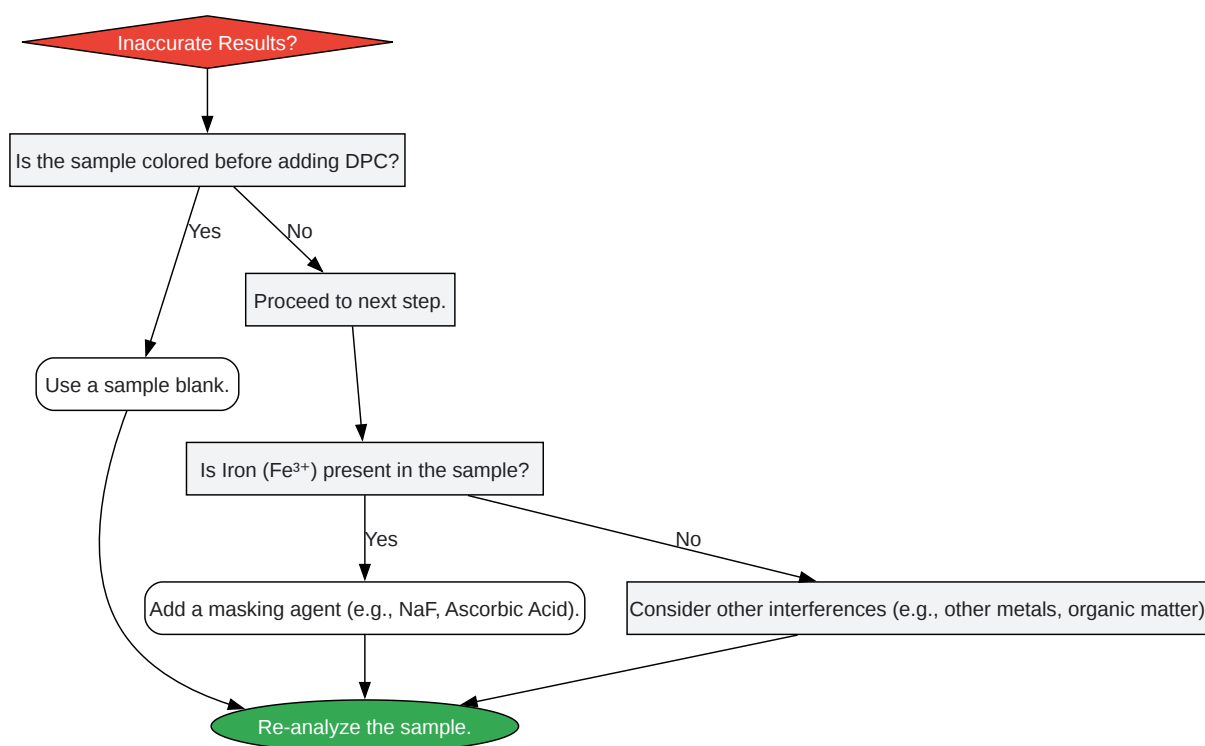 Inaccurate Results?
Is the sample colored before adding DPC?
Yes
No
Proceed to next step.
Use a sample blank.
Is Iron (Fe³⁺) present in the sample?
Yes
No
Add a masking agent (e.g., NaF, Ascorbic Acid).
Consider other interferences (e.g., other metals, organic matter)
Re-analyze the sample.